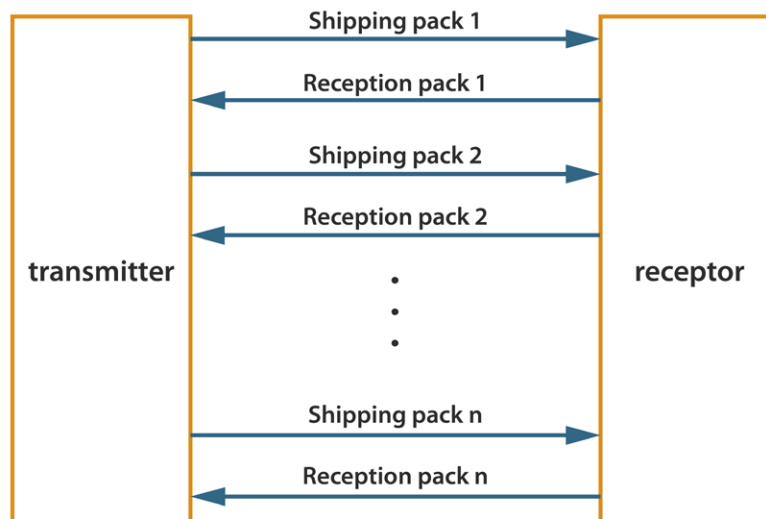 Shipping pack 1
Reception pack 1
Shipping pack 2
Reception pack 2
transmitter
receptor
Shipping pack n
Reception pack n